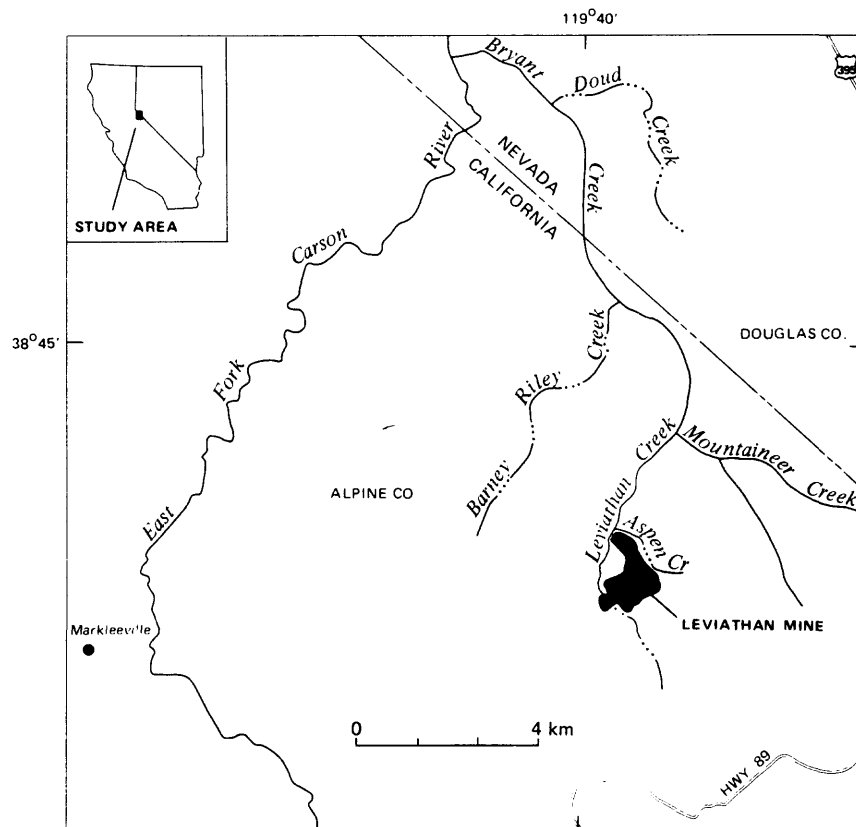 119°40'
395
Bryant
Doud
Creek
River
NEVADA
CALIFORNIA
Creek
STUDY AREA
Carson
38°45'
DOUGLAS CO.
Creek
Fork
Riley
Mountaineer
Creek
Creek
ALPINE CO
Barney
Leviathan
East
Aspen Cr
Markleeville
LEVIATHAN MINE
0
4 km
HWY 89